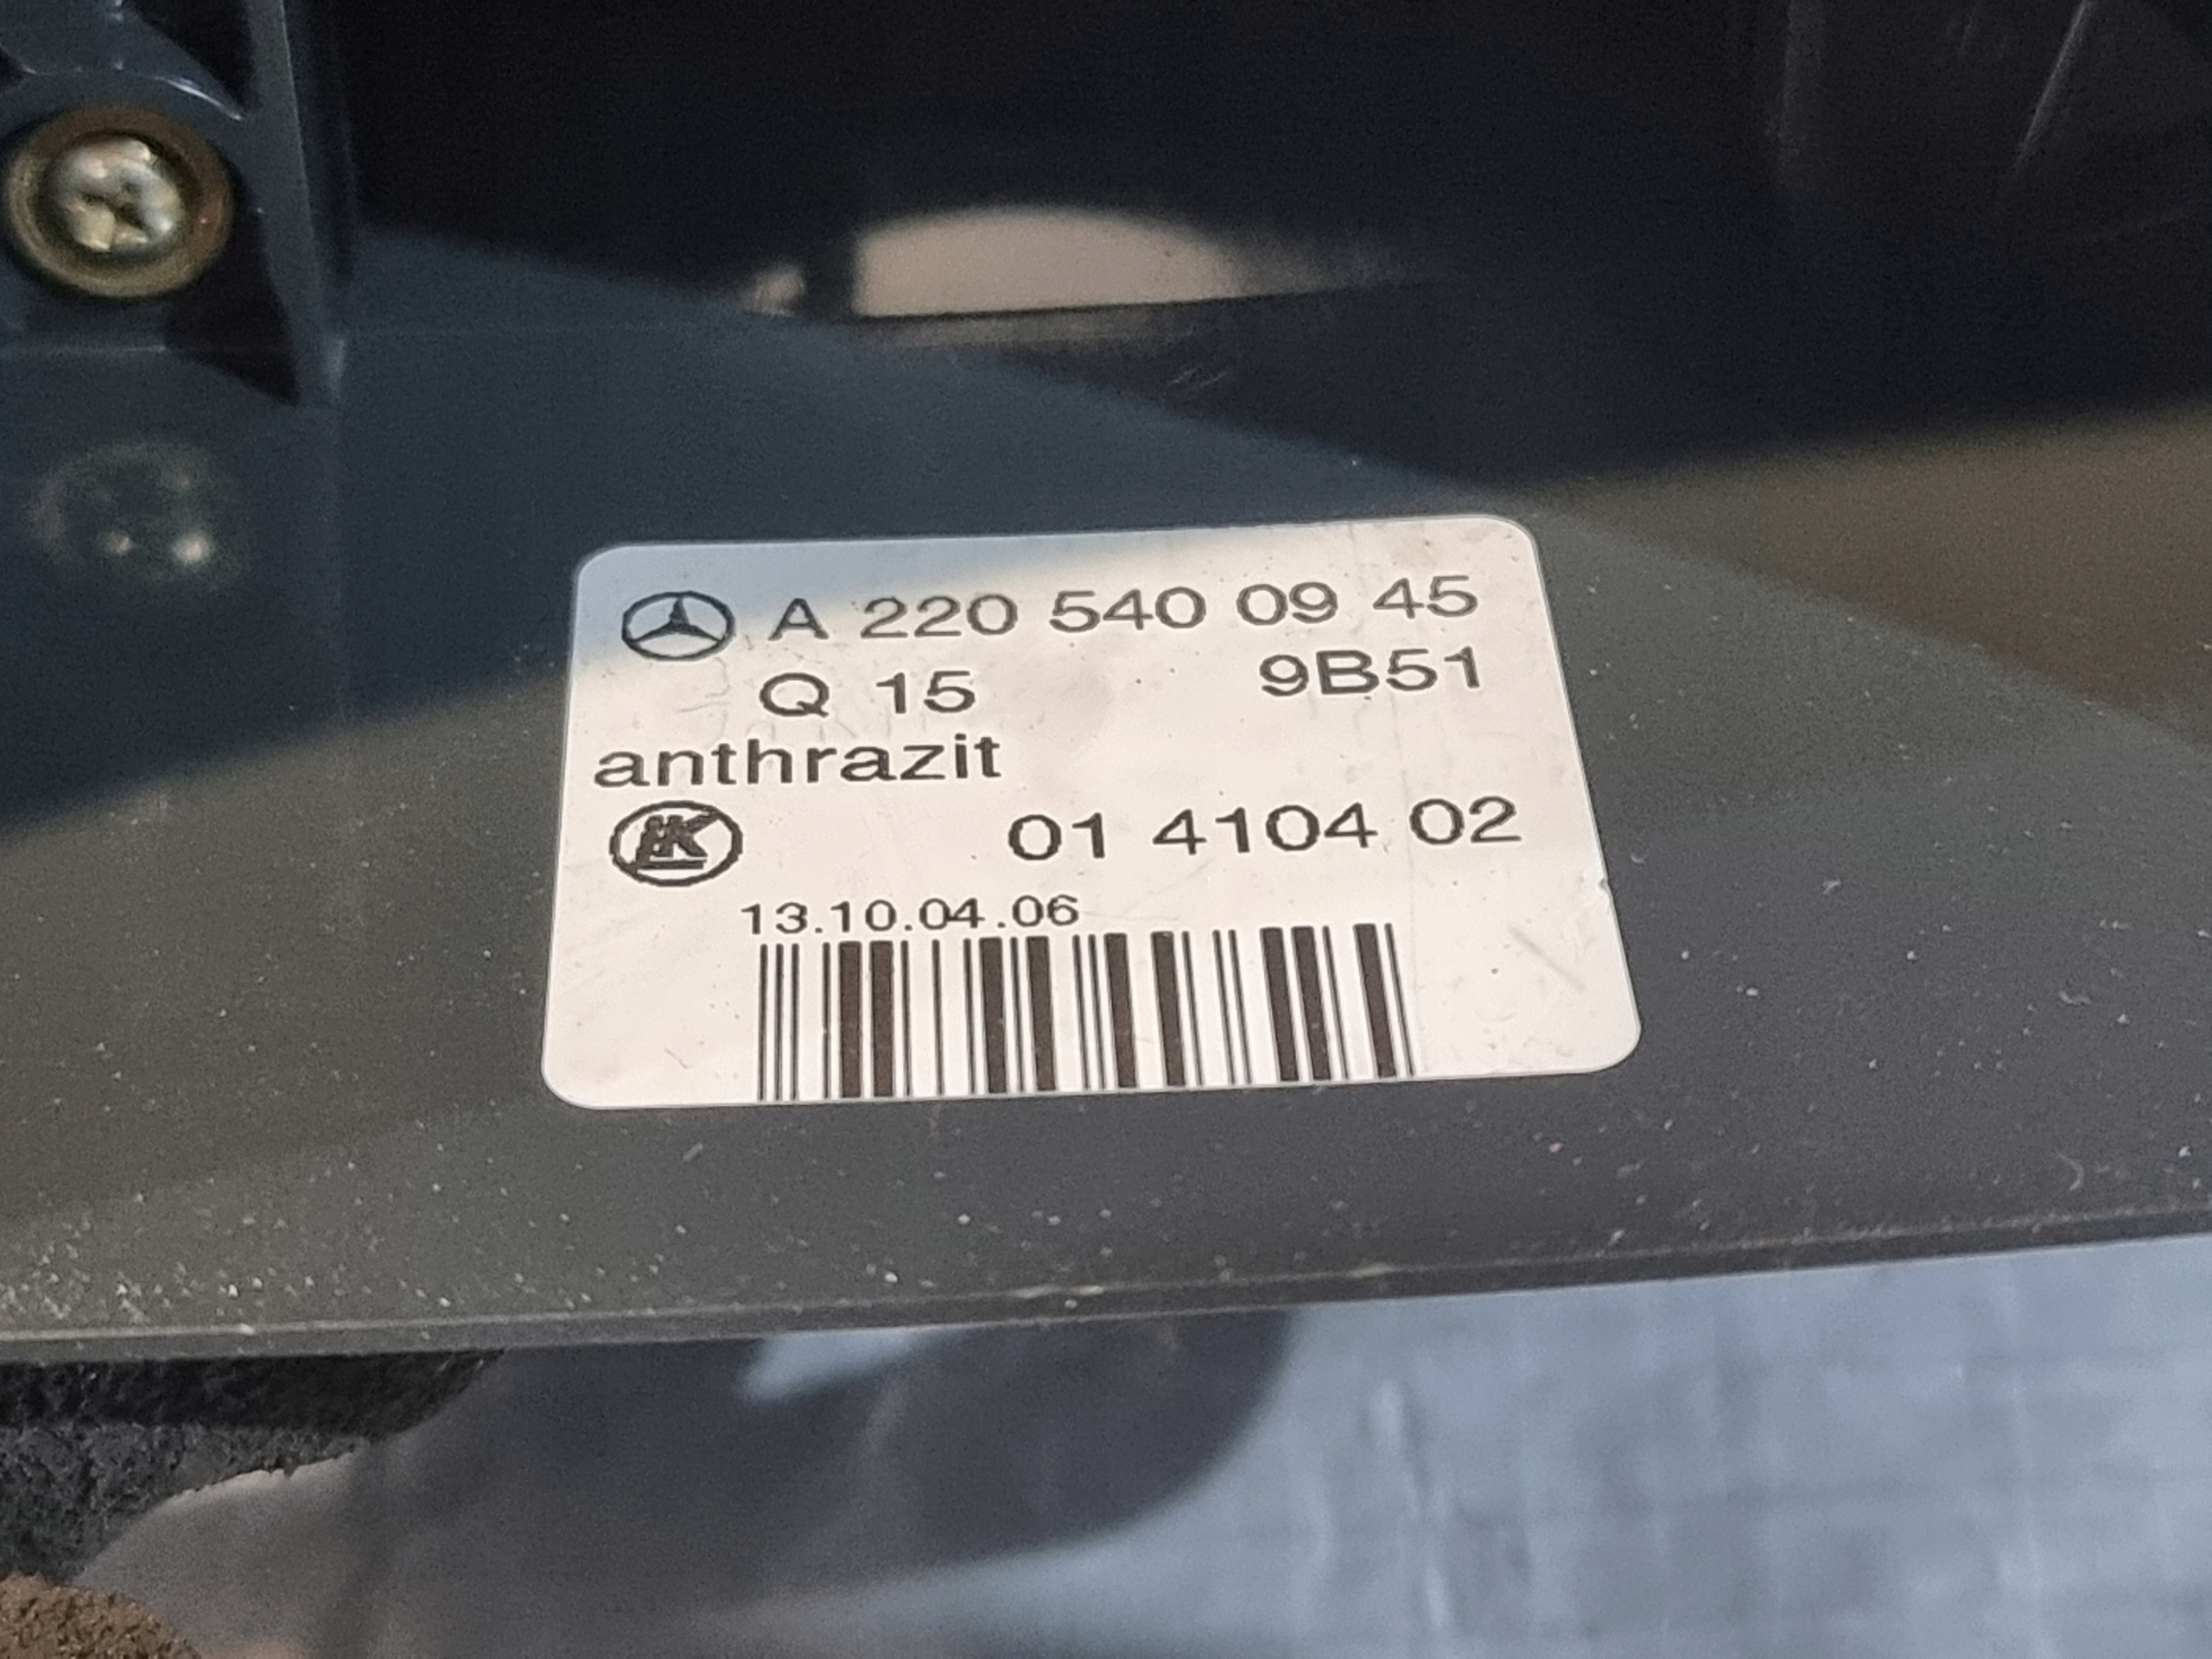 A 220 540 09 45
Q 15 9B51
anthrazit
01 4104 02
13.10.04.06